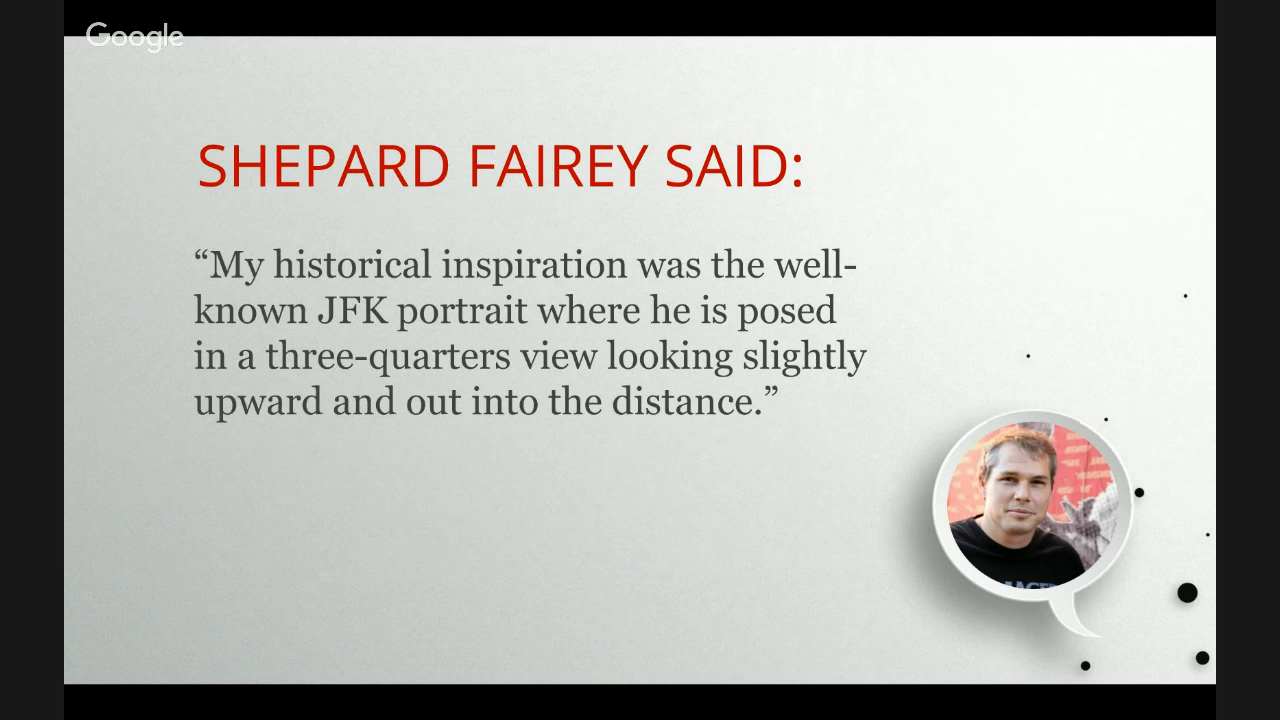 Google
SHEPARD FAIREY SAID:
“My historical inspiration was the well-
known JFK portrait where he is posed
in a three-quarters view looking slightly
upward and out into the distance.”